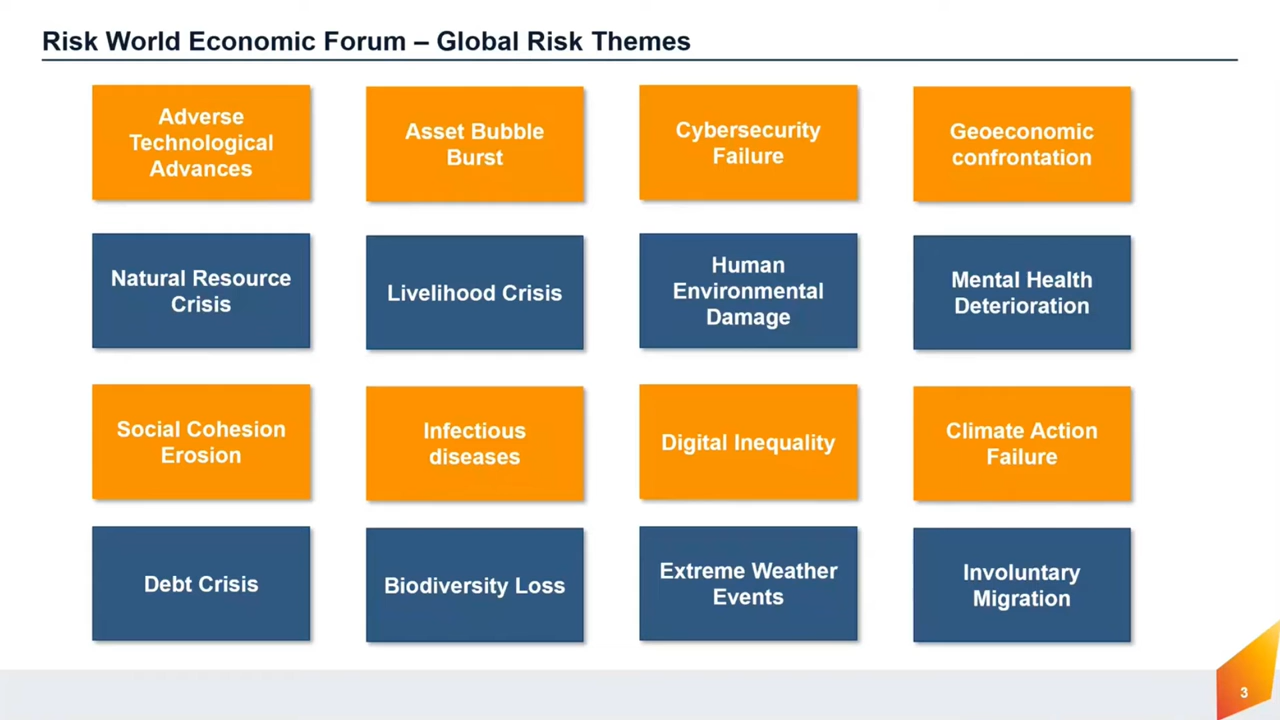 Risk World Economic Forum – Global Risk Themes
Adverse
Technological
Advances
Asset Bubble
Burst
Cybersecurity
Failure
Geoeconomic
confrontation
Natural Resource
Crisis
Livelihood Crisis
Human
Environmental
Damage
Mental Health
Deterioration
Social Cohesion
Erosion
Infectious
diseases
Digital Inequality
Climate Action
Failure
Debt Crisis
Biodiversity Loss
Extreme Weather
Events
Involuntary
Migration
3